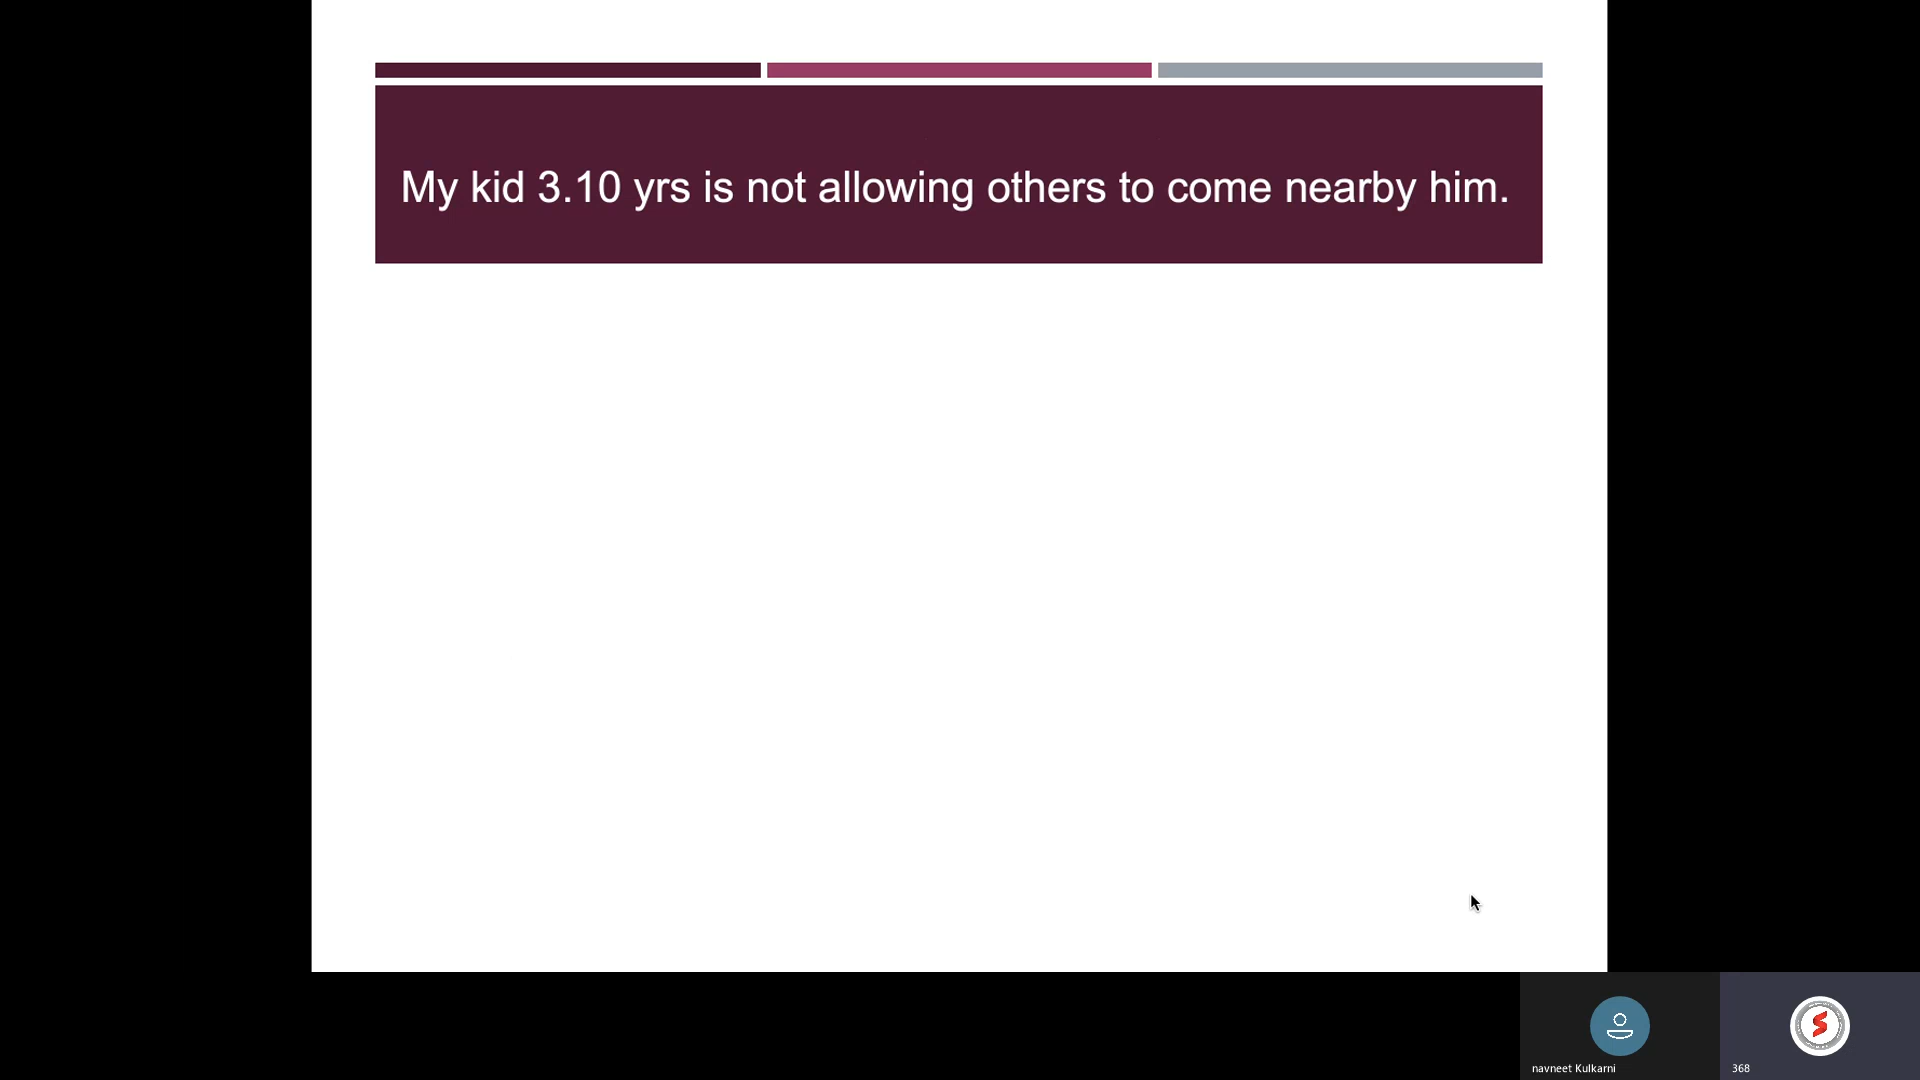 My kid 3.10 yrs is not allowing others to come nearby him.
navneet Kulkarni
368